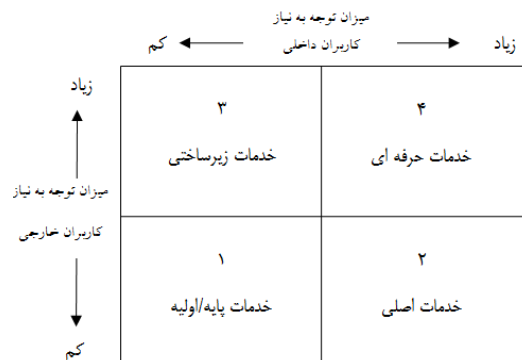 میزان توجه به نیاز
کاربران داخلی
زیاد
کم
زیاد
۴
خدمات حرفه ای
۳
خدمات زیرساختی
میزان توجه به نیاز
کاربران خارجی
۲
خدمات اصلی
۱
خدمات پایه/اولیه
کم